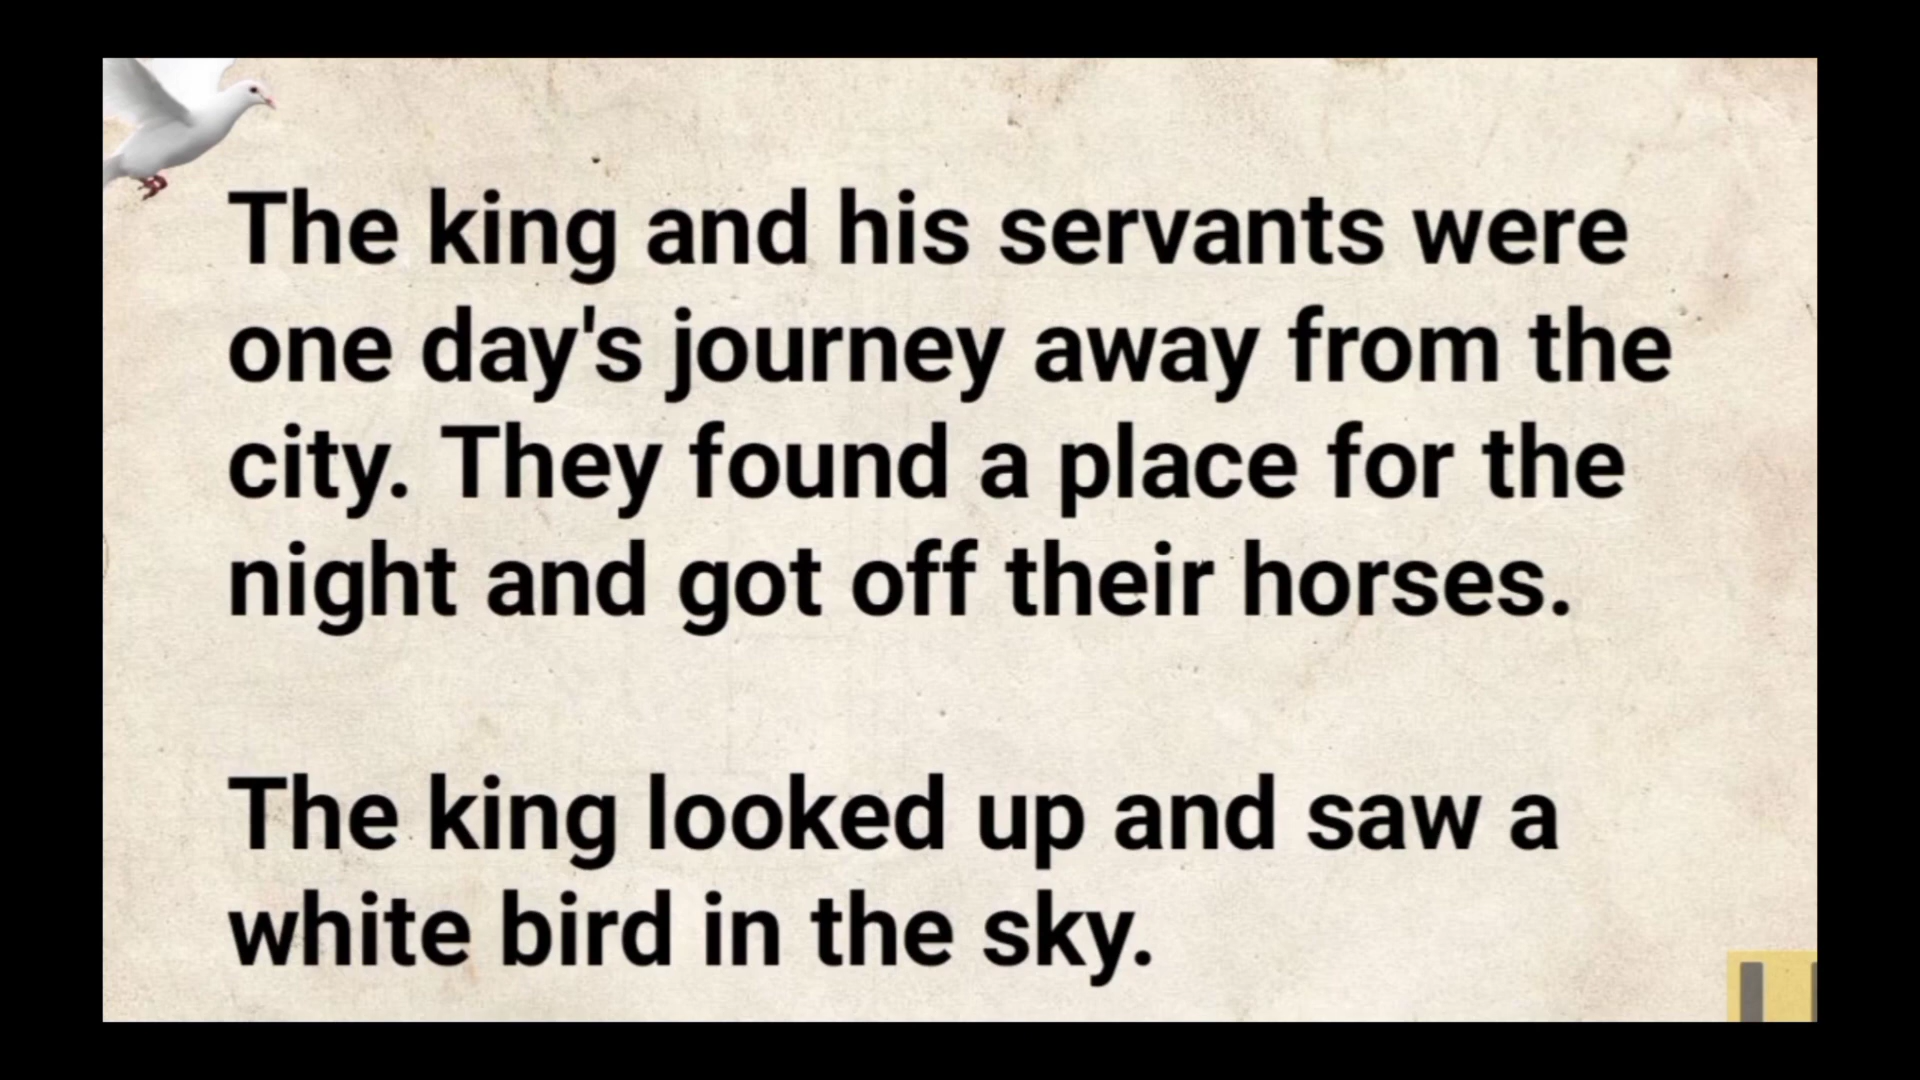 The king and his servants were
one day's journey away from the
city. They found a place for the
night and got off their horses.
The king looked up and saw a
white bird in the sky.